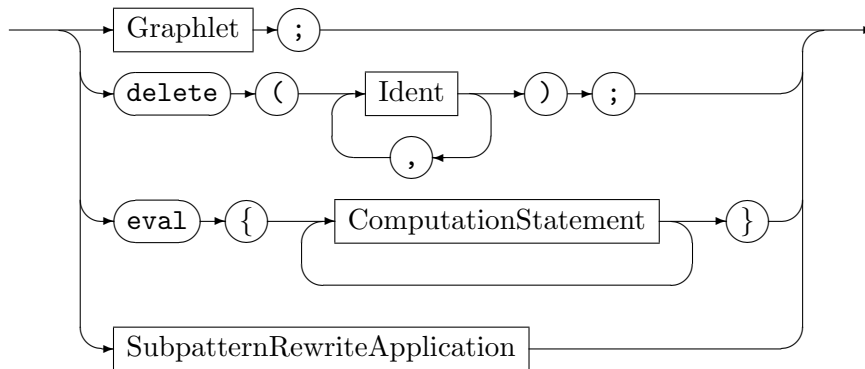 Graphlet ;
delete ( Ident ) ;
,
eval { ComputationStatement }
SubpatternRewriteApplication